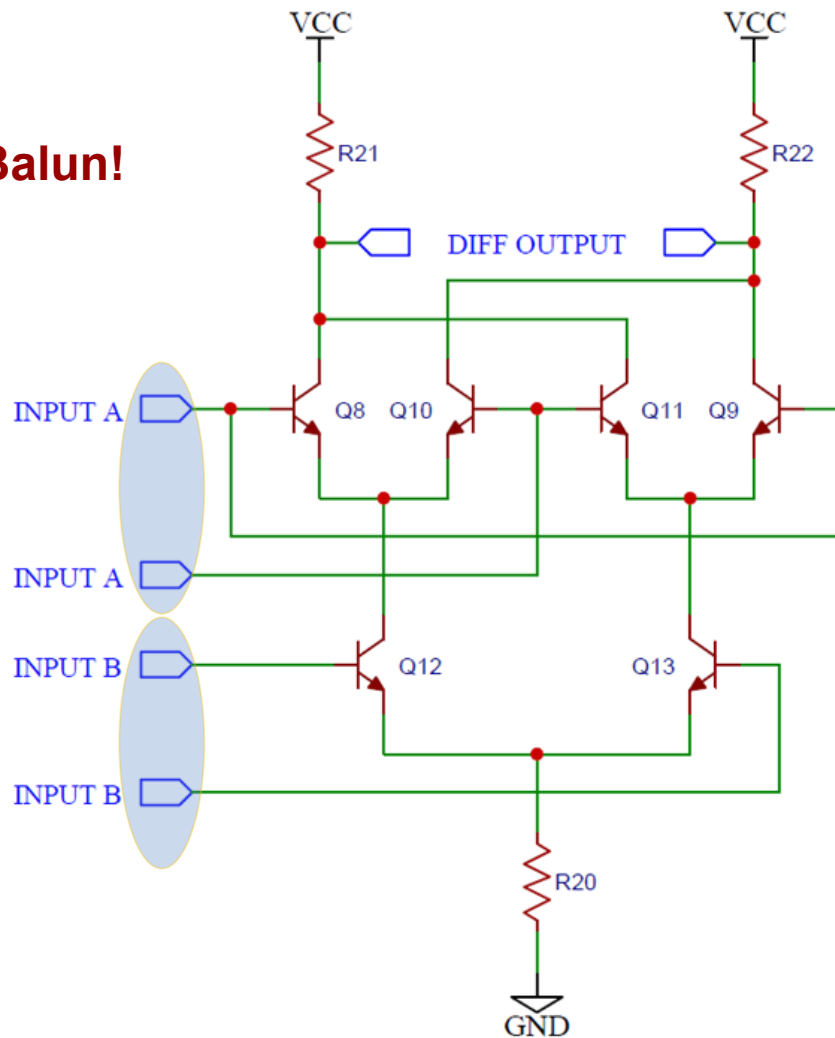 VCC VCC
Balun!
R21 R22
DIFF OUTPUT
INPUT A Q8 Q10 Q11 Q9
INPUT A
INPUT B Q12 Q13
INPUT B
R20
GND